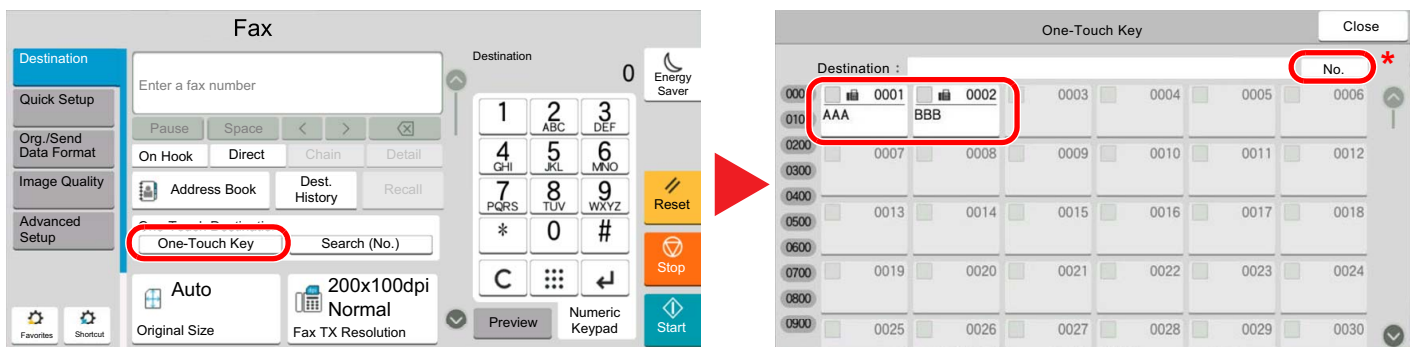 Fax
Destination
Quick Setup
Org./Send
Data Format
Image Quality
Advanced
Setup
Favorites
Shortcut
Enter a fax number
Pause Space < >
On Hook Direct Chain Detail
Address Book
Dest.
History
Recall
One-Touch Destination
One-Touch Key Search (No.)
Auto
Original Size
200x100dpi
Normal
Fax TX Resolution
Destination
0
1 2 3
ABC DEF
4 5 6
GHI JKL MNO
7 8 9
PQRS TUV WXYZ
* 0 #
C
Preview
Numeric
Keypad
Energy
Saver
Reset
Stop
Start
One-Touch Key
Close
Destination :
No. *
0001 0002 0003 0004 0005 0006
AAA BBB
0100
0200
0007 0008 0009 0010 0011 0012
0300
0400
0013 0014 0015 0016 0017 0018
0500
0600
0700 0019 0020 0021 0022 0023 0024
0800
0900 0025 0026 0027 0028 0029 0030